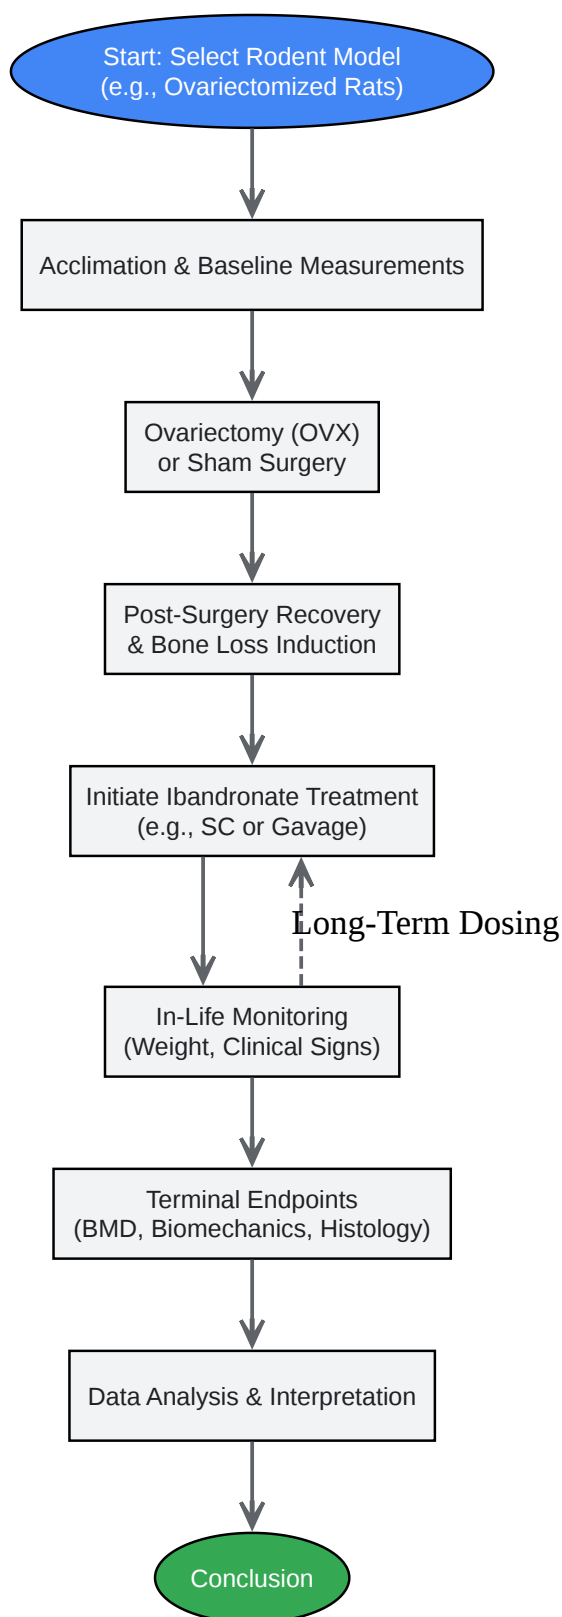 Start: Select Rodent Model
(e.g., Ovariectomized Rats)
Acclimation & Baseline Measurements
Ovariectomy (OVX)
or Sham Surgery
Post-Surgery Recovery
& Bone Loss Induction
Initiate Ibandronate Treatment
(e.g., SC or Gavage)
Long-Term Dosing
In-Life Monitoring
(Weight, Clinical Signs)
Terminal Endpoints
(BMD, Biomechanics, Histology)
Data Analysis & Interpretation
Conclusion